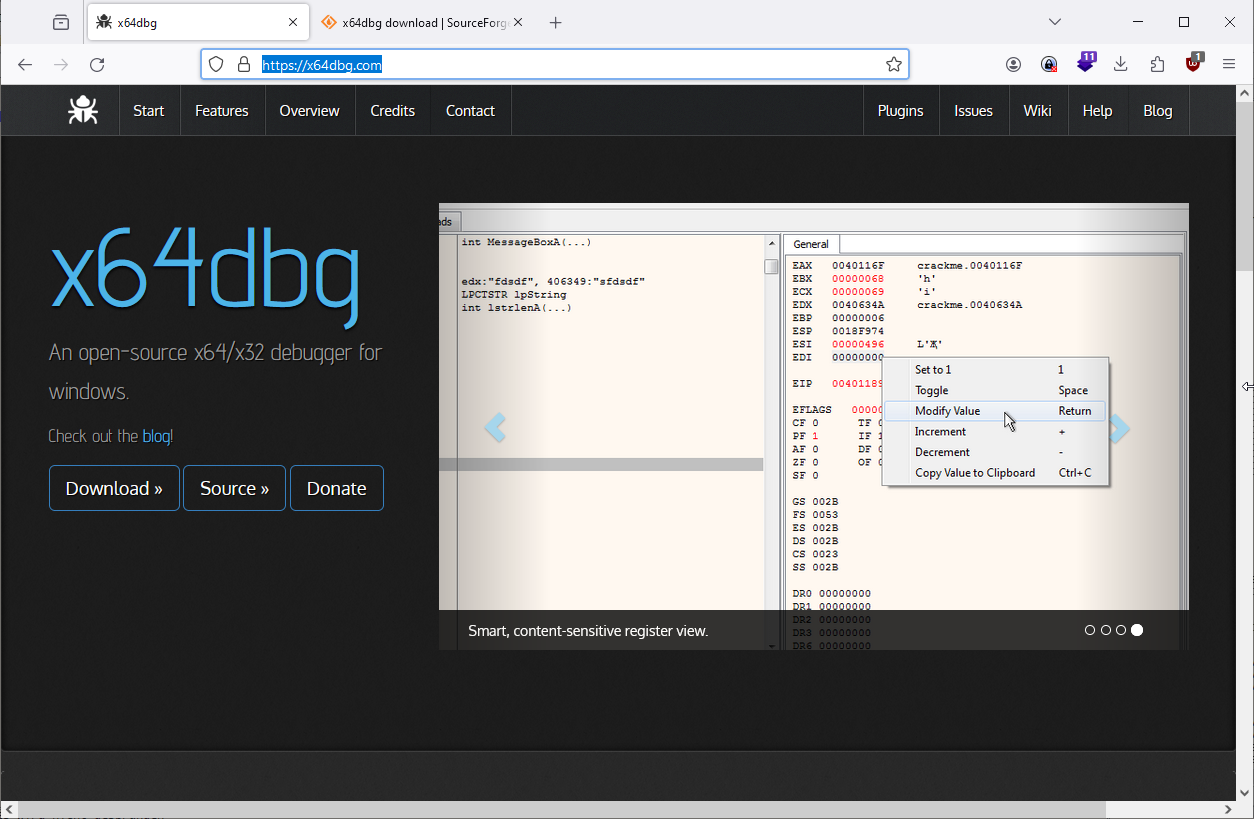 x64dbg
x64dbg download | SourceForge
https://x64dbg.com
11
1
Start
Features
Overview
Credits
Contact
Plugins
Issues
Wiki
Help
Blog
x64dbg
An open-source x64/x32 debugger for
windows.
Check out the blog!
Download »
Source »
Donate
ads
int MessageBoxA(...)
edx:"fdsdf", 406349:"sfdsdf"
LPCTSTR lpString
int lstrlenA(...)
General
EAX 0040116F crackme.0040116F
EBX 00000068 'h'
ECX 00000069 'i'
EDX 0040634A crackme.0040634A
EBP 00000006
ESP 0018F974
ESI 00000496 L'Җ'
EDI 00000000
EIP 00401189
EFLAGS 0000
CF 0 TF 0
PF 1 IF 1
AF 0 DF 0
ZF 0 OF 0
SF 0
GS 002B
FS 0053
ES 002B
DS 002B
CS 0023
SS 002B
DR0 00000000
DR1 00000000
DR2 00000000
DR3 00000000
DR6 00000000
Set to 1 1
Toggle Space
Modify Value Return
Increment +
Decrement -
Copy Value to Clipboard Ctrl+C
Smart, content-sensitive register view.